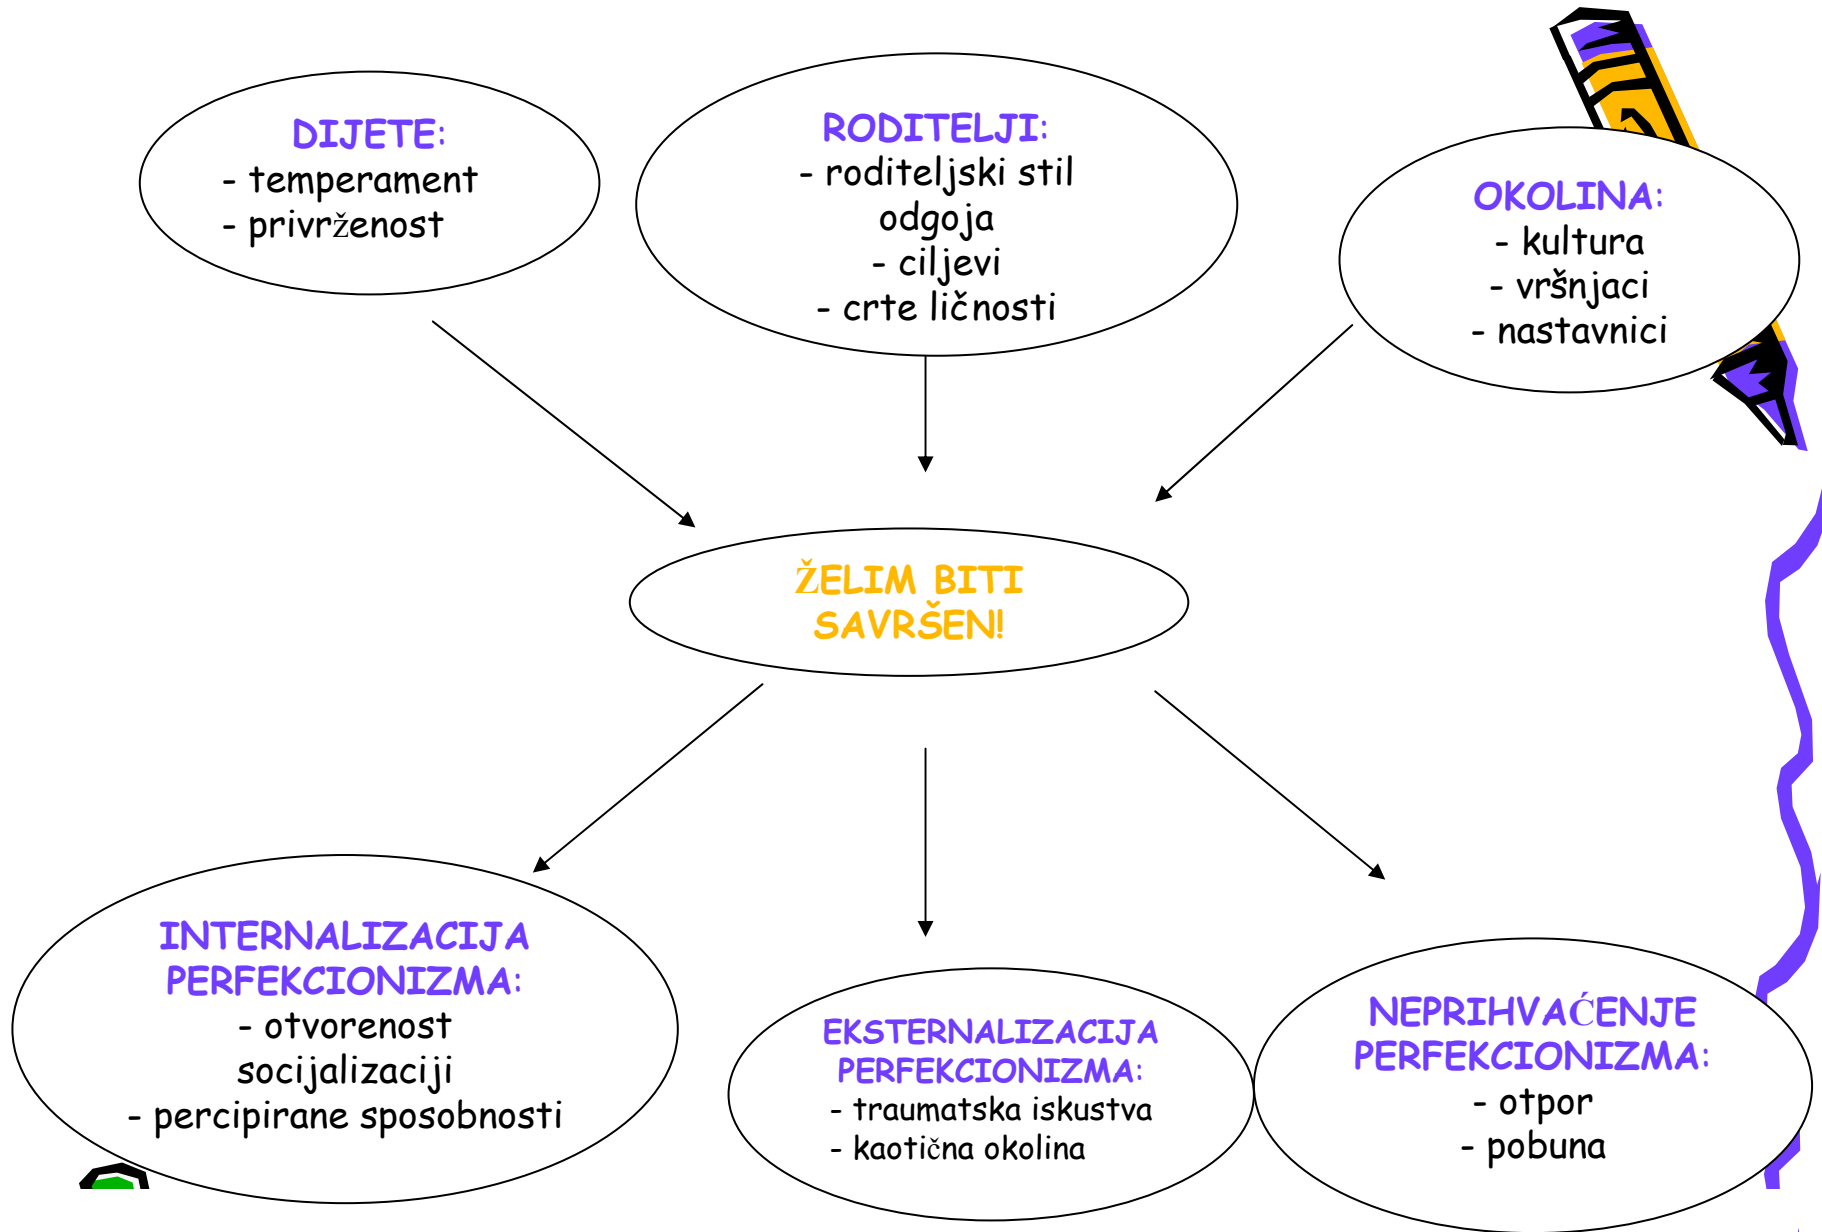 DIJETE:
- temperament
- privrženost
RODITELJI:
- roditeljski stil
odgoja
- ciljevi
- crte ličnosti
OKOLINA:
- kultura
- vršnjaci
- nastavnici
ŽELIM BITI
SAVRŠEN!
INTERNALIZACIJA
PERFEKCIONIZMA:
- otvorenost
socijalizaciji
- percipirane sposobnosti
EKSTERNALIZACIJA
PERFEKCIONIZMA:
- traumatska iskustva
- kaotična okolina
NEPRIHVAĆENJE
PERFEKCIONIZMA:
- otpor
- pobuna